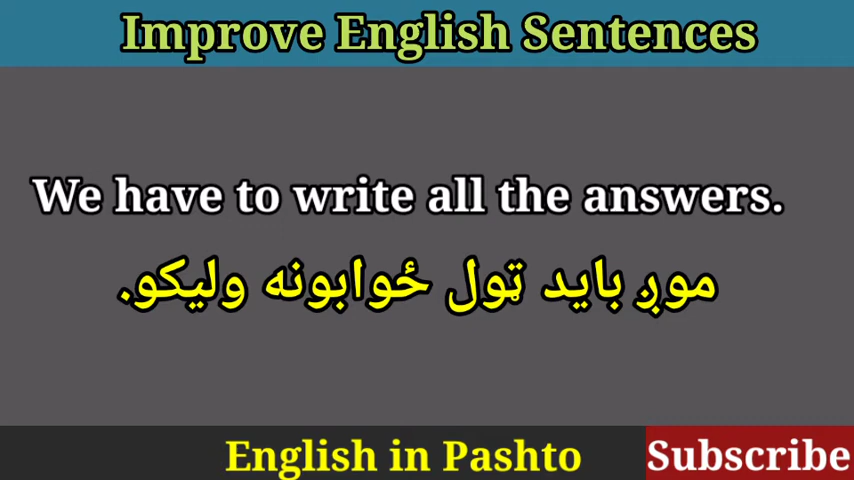 Improve English Sentences
We have to write all the answers.
موږ باید ټول ځوابونه ولیکو.
English in Pashto
Subscribe